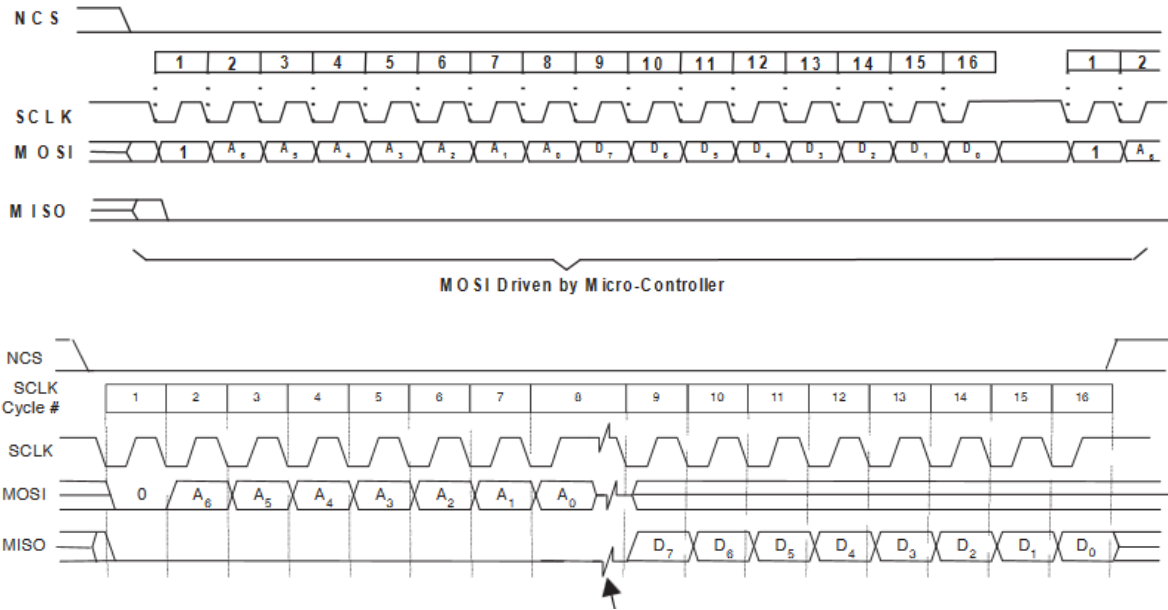 NCS
1 2 3 4 5 6 7 8 9 10 11 12 13 14 15 16 1 2
SCLK
MOSI 1 A6 A5 A4 A3 A2 A1 A0 D7 D6 D5 D4 D3 D2 D1 D0 1 A6
MISO
MOSI Driven by Micro-Controller
NCS
SCLK
Cycle # 1 2 3 4 5 6 7 8 9 10 11 12 13 14 15 16
SCLK
MOSI 0 A6 A5 A4 A3 A2 A1 A0
MISO D7 D6 D5 D4 D3 D2 D1 D0